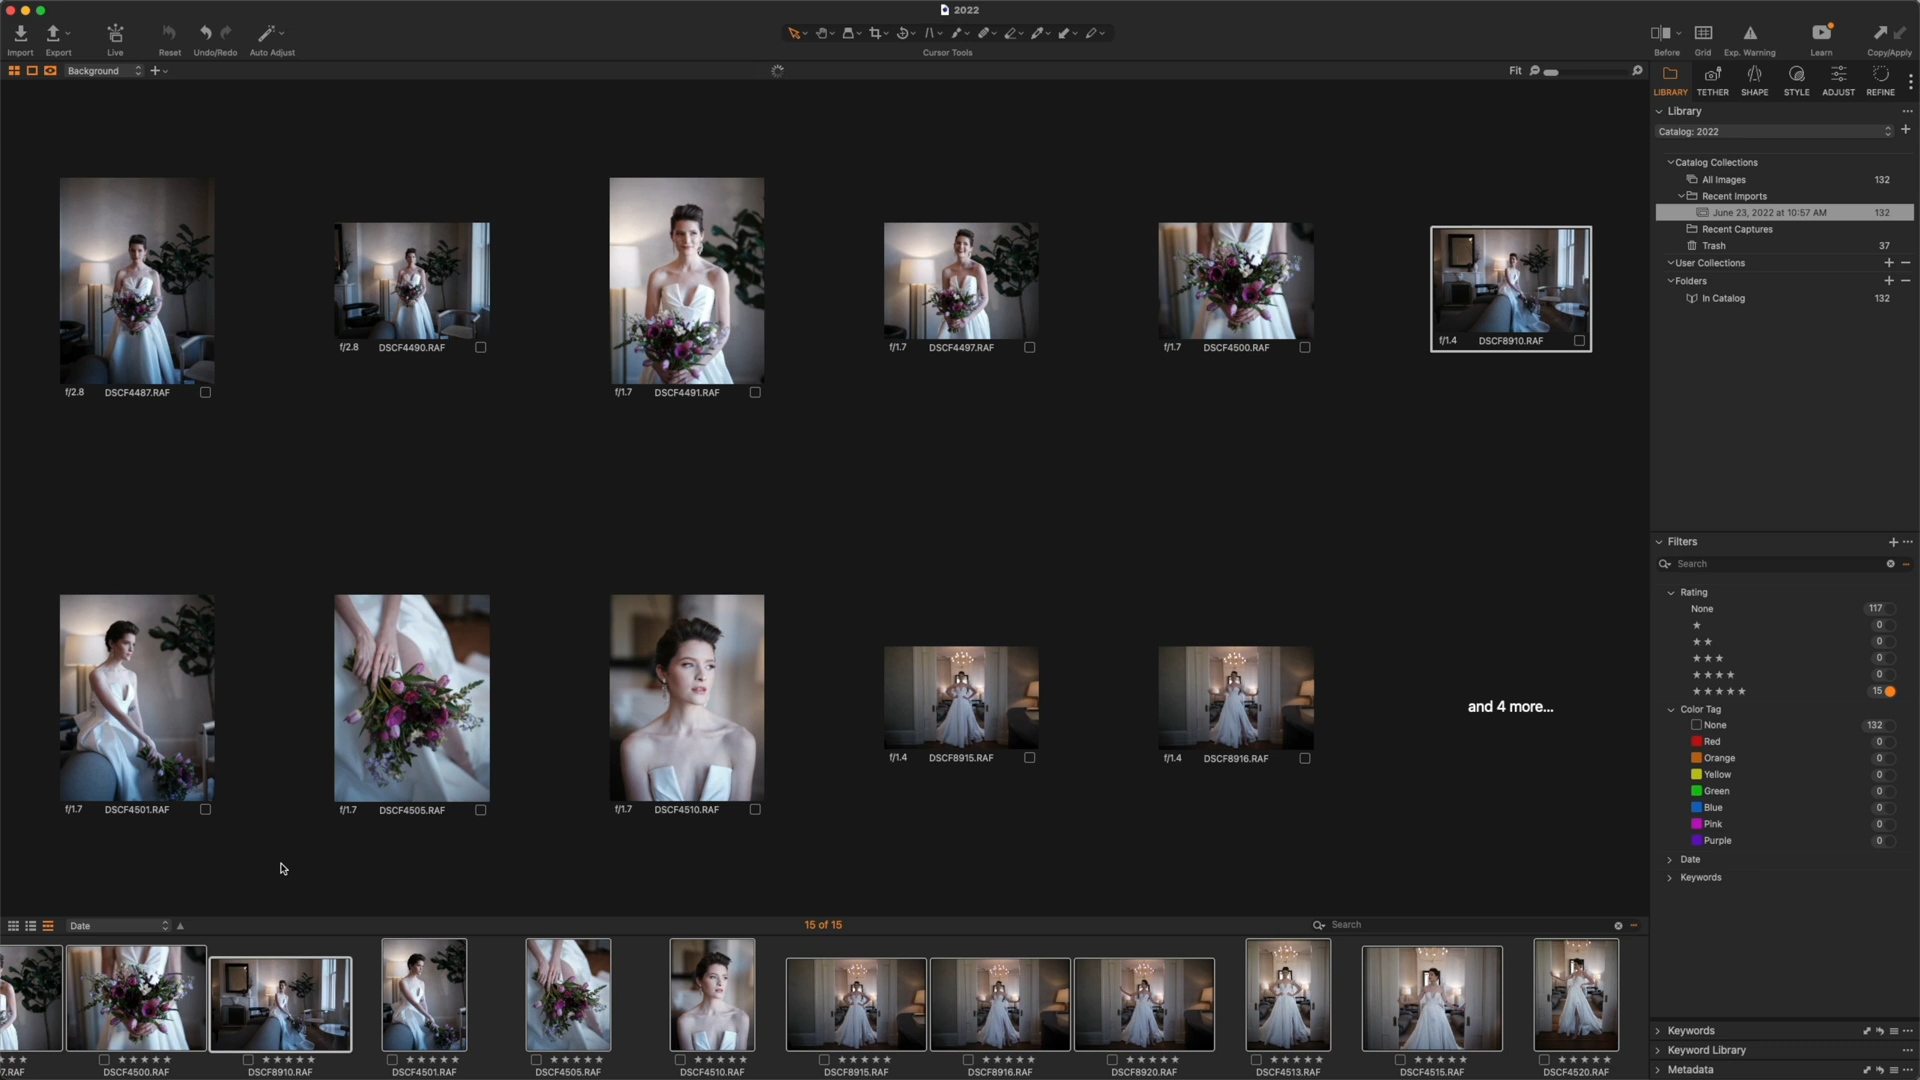 2022
Import
Export
Live
Reset
Undo/Redo
Auto Adjust
Cursor Tools
Before
Grid
Exp. Warning
Learn
Copy/Apply
Background
Fit
LIBRARY
TETHER
SHAPE
STYLE
ADJUST
REFINE
Library
Catalog: 2022
Catalog Collections
All Images 132
Recent Imports
June 23, 2022 at 10:57 AM 132
Recent Captures
Trash 37
User Collections
Folders
In Catalog 132
f/2.8 DSCF4487.RAF
f/2.8 DSCF4490.RAF
f/1.7 DSCF4491.RAF
f/1.7 DSCF4497.RAF
f/1.7 DSCF4500.RAF
f/1.4 DSCF8910.RAF
f/1.7 DSCF4501.RAF
f/1.7 DSCF4505.RAF
f/1.7 DSCF4510.RAF
f/1.4 DSCF8915.RAF
f/1.4 DSCF8916.RAF
and 4 more...
Filters
Search
Rating
None 117
★ 0
★★ 0
★★★ 0
★★★★ 0
★★★★★ 15
Color Tag
None 132
Red 0
Orange 0
Yellow 0
Green 0
Blue 0
Pink 0
Purple 0
Date
Keywords
Date
15 of 15
Search
7.RAF
DSCF4500.RAF
DSCF8910.RAF
DSCF4501.RAF
DSCF4505.RAF
DSCF4510.RAF
DSCF8915.RAF
DSCF8916.RAF
DSCF8920.RAF
DSCF4513.RAF
DSCF4515.RAF
DSCF4520.RAF
Keywords
Keyword Library
Metadata